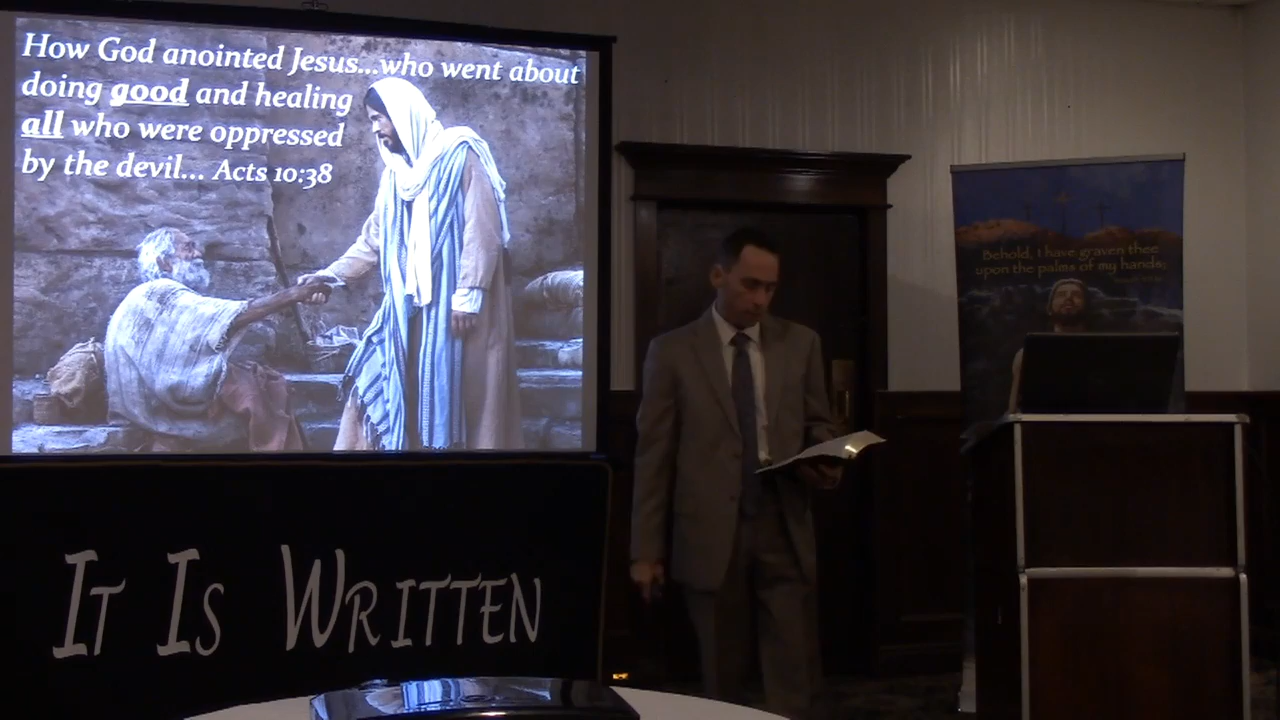 How God anointed Jesus...who went about
doing good and healing
all who were oppressed
by the devil... Acts 10:38
Behold, I have graven thee
upon the palms of my hands;
IT IS WRITTEN